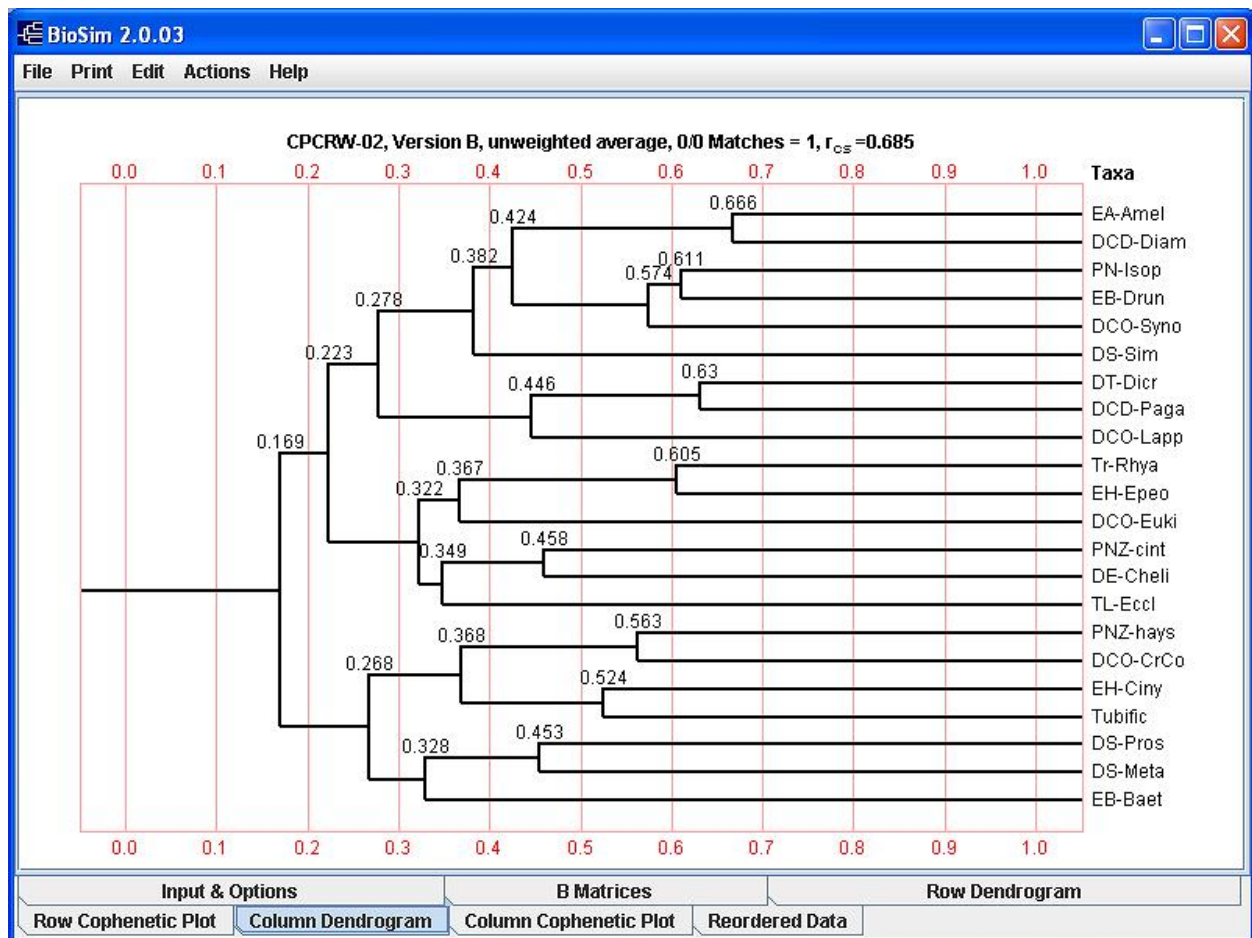 BioSim 2.0.03
File Print Edit Actions Help
CPCRW-02, Version B, unweighted average, 0/0 Matches = 1, rcs =0.685
0.0 0.1 0.2 0.3 0.4 0.5 0.6 0.7 0.8 0.9 1.0 Taxa
0.666
EA-Amel
0.424
DCD-Diam
0.382
0.611
PN-Isop
0.574
EB-Drun
0.278
DCO-Syno
0.223
DS-Sim
0.63
DT-Dicr
0.446
DCD-Paga
0.169
DCO-Lapp
0.605
Tr-Rhya
0.367
EH-Epeo
0.322
DCO-Euki
0.458
PNZ-cint
0.349
DE-Cheli
TL-Eccl
0.563
PNZ-hays
0.368
DCO-CrCo
0.268
0.524
EH-Ciny
Tubific
0.453
DS-Pros
0.328
DS-Meta
EB-Baet
0.0 0.1 0.2 0.3 0.4 0.5 0.6 0.7 0.8 0.9 1.0
Input & Options B Matrices Row Dendrogram
Row Cophenetic Plot Column Dendrogram Column Cophenetic Plot Reordered Data